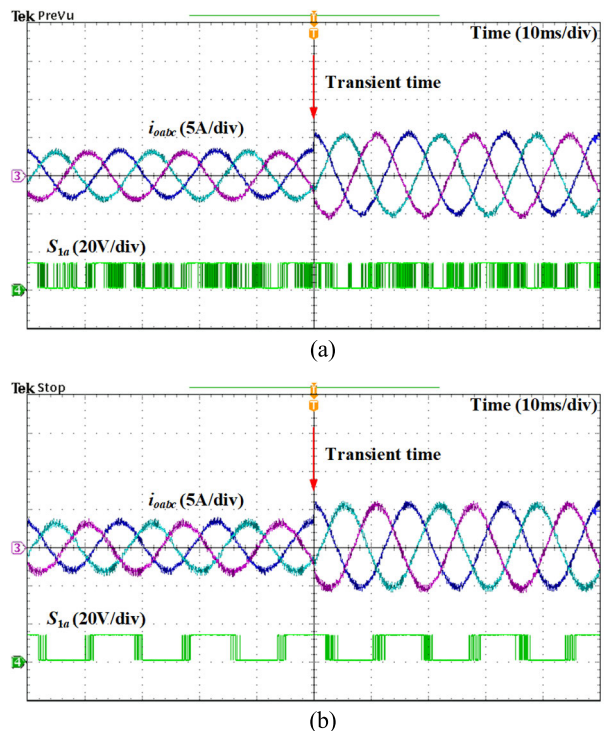 Tek PreVu
T
T
Time (10ms/div)
Transient time
ioabc (5A/div)
3
S1a (20V/div)
4
(a)
Tek Stop
T
T
Time (10ms/div)
Transient time
ioabc (5A/div)
3
S1a (20V/div)
4
(b)